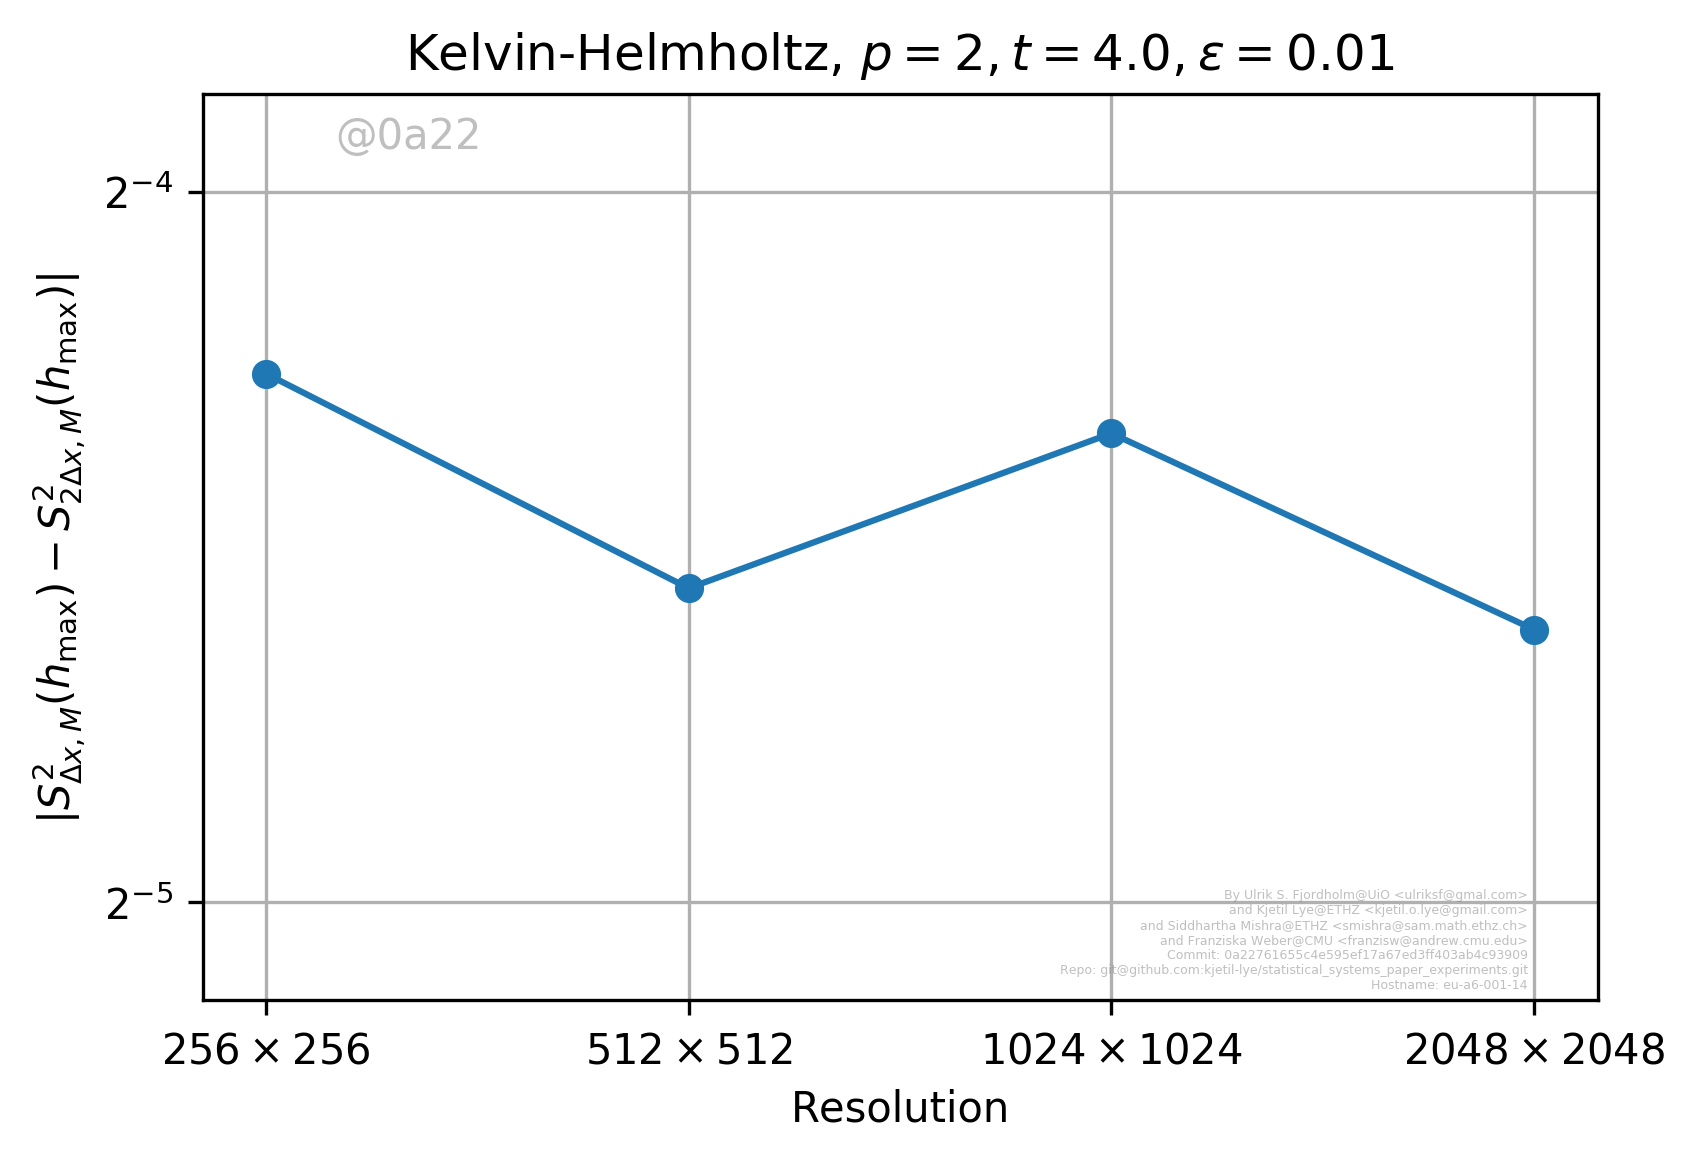 Kelvin-Helmholtz, p = 2, t = 4.0, ε = 0.01
@0a22
2⁻⁴
2⁻⁵
|S²_{Δx, M}(h_max) − S²_{2Δx, M}(h_max)|
By Ulrik S. Fjordholm@UiO <ulriksf@gmal.com>
and Kjetil Lye@ETHZ <kjetil.o.lye@gmail.com>
and Siddhartha Mishra@ETHZ <smishra@sam.math.ethz.ch>
and Franziska Weber@CMU <franzisw@andrew.cmu.edu>
Commit: 0a22761655c4e595ef17a67ed3ff403ab4c93909
Repo: git@github.com:kjetil-lye/statistical_systems_paper_experiments.git
Hostname: eu-a6-001-14
256 × 256 512 × 512 1024 × 1024 2048 × 2048
Resolution